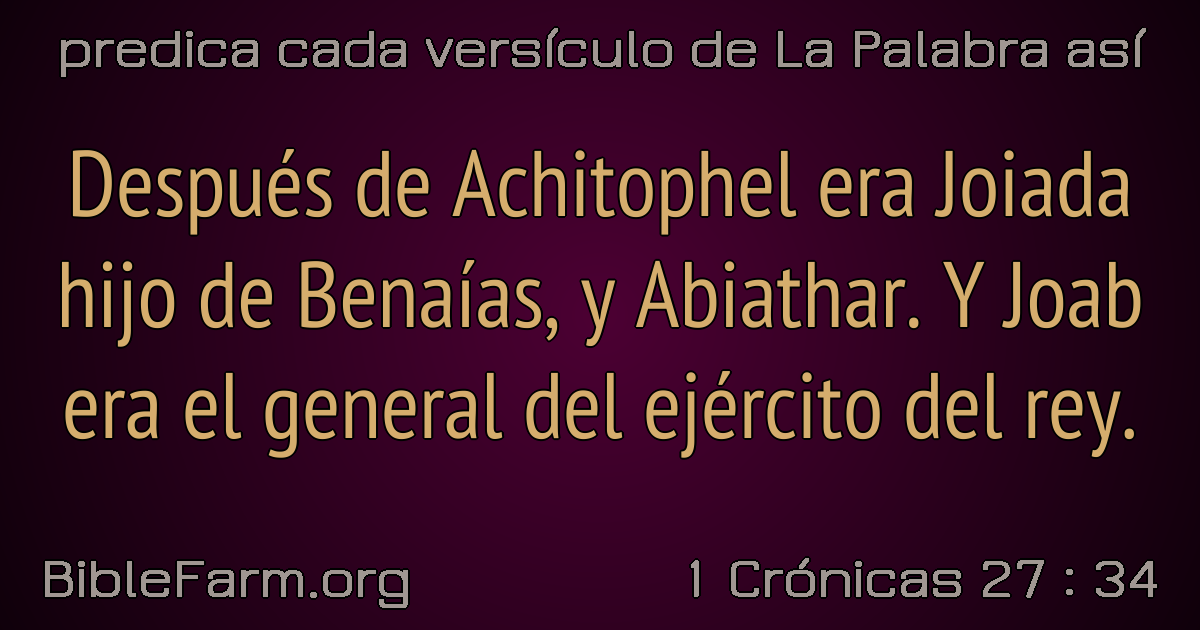 predica cada versículo de La Palabra así
Después de Achitophel era Joiada
hijo de Benaías, y Abiathar. Y Joab
era el general del ejército del rey.
BibleFarm.org
1 Crónicas 27 : 34